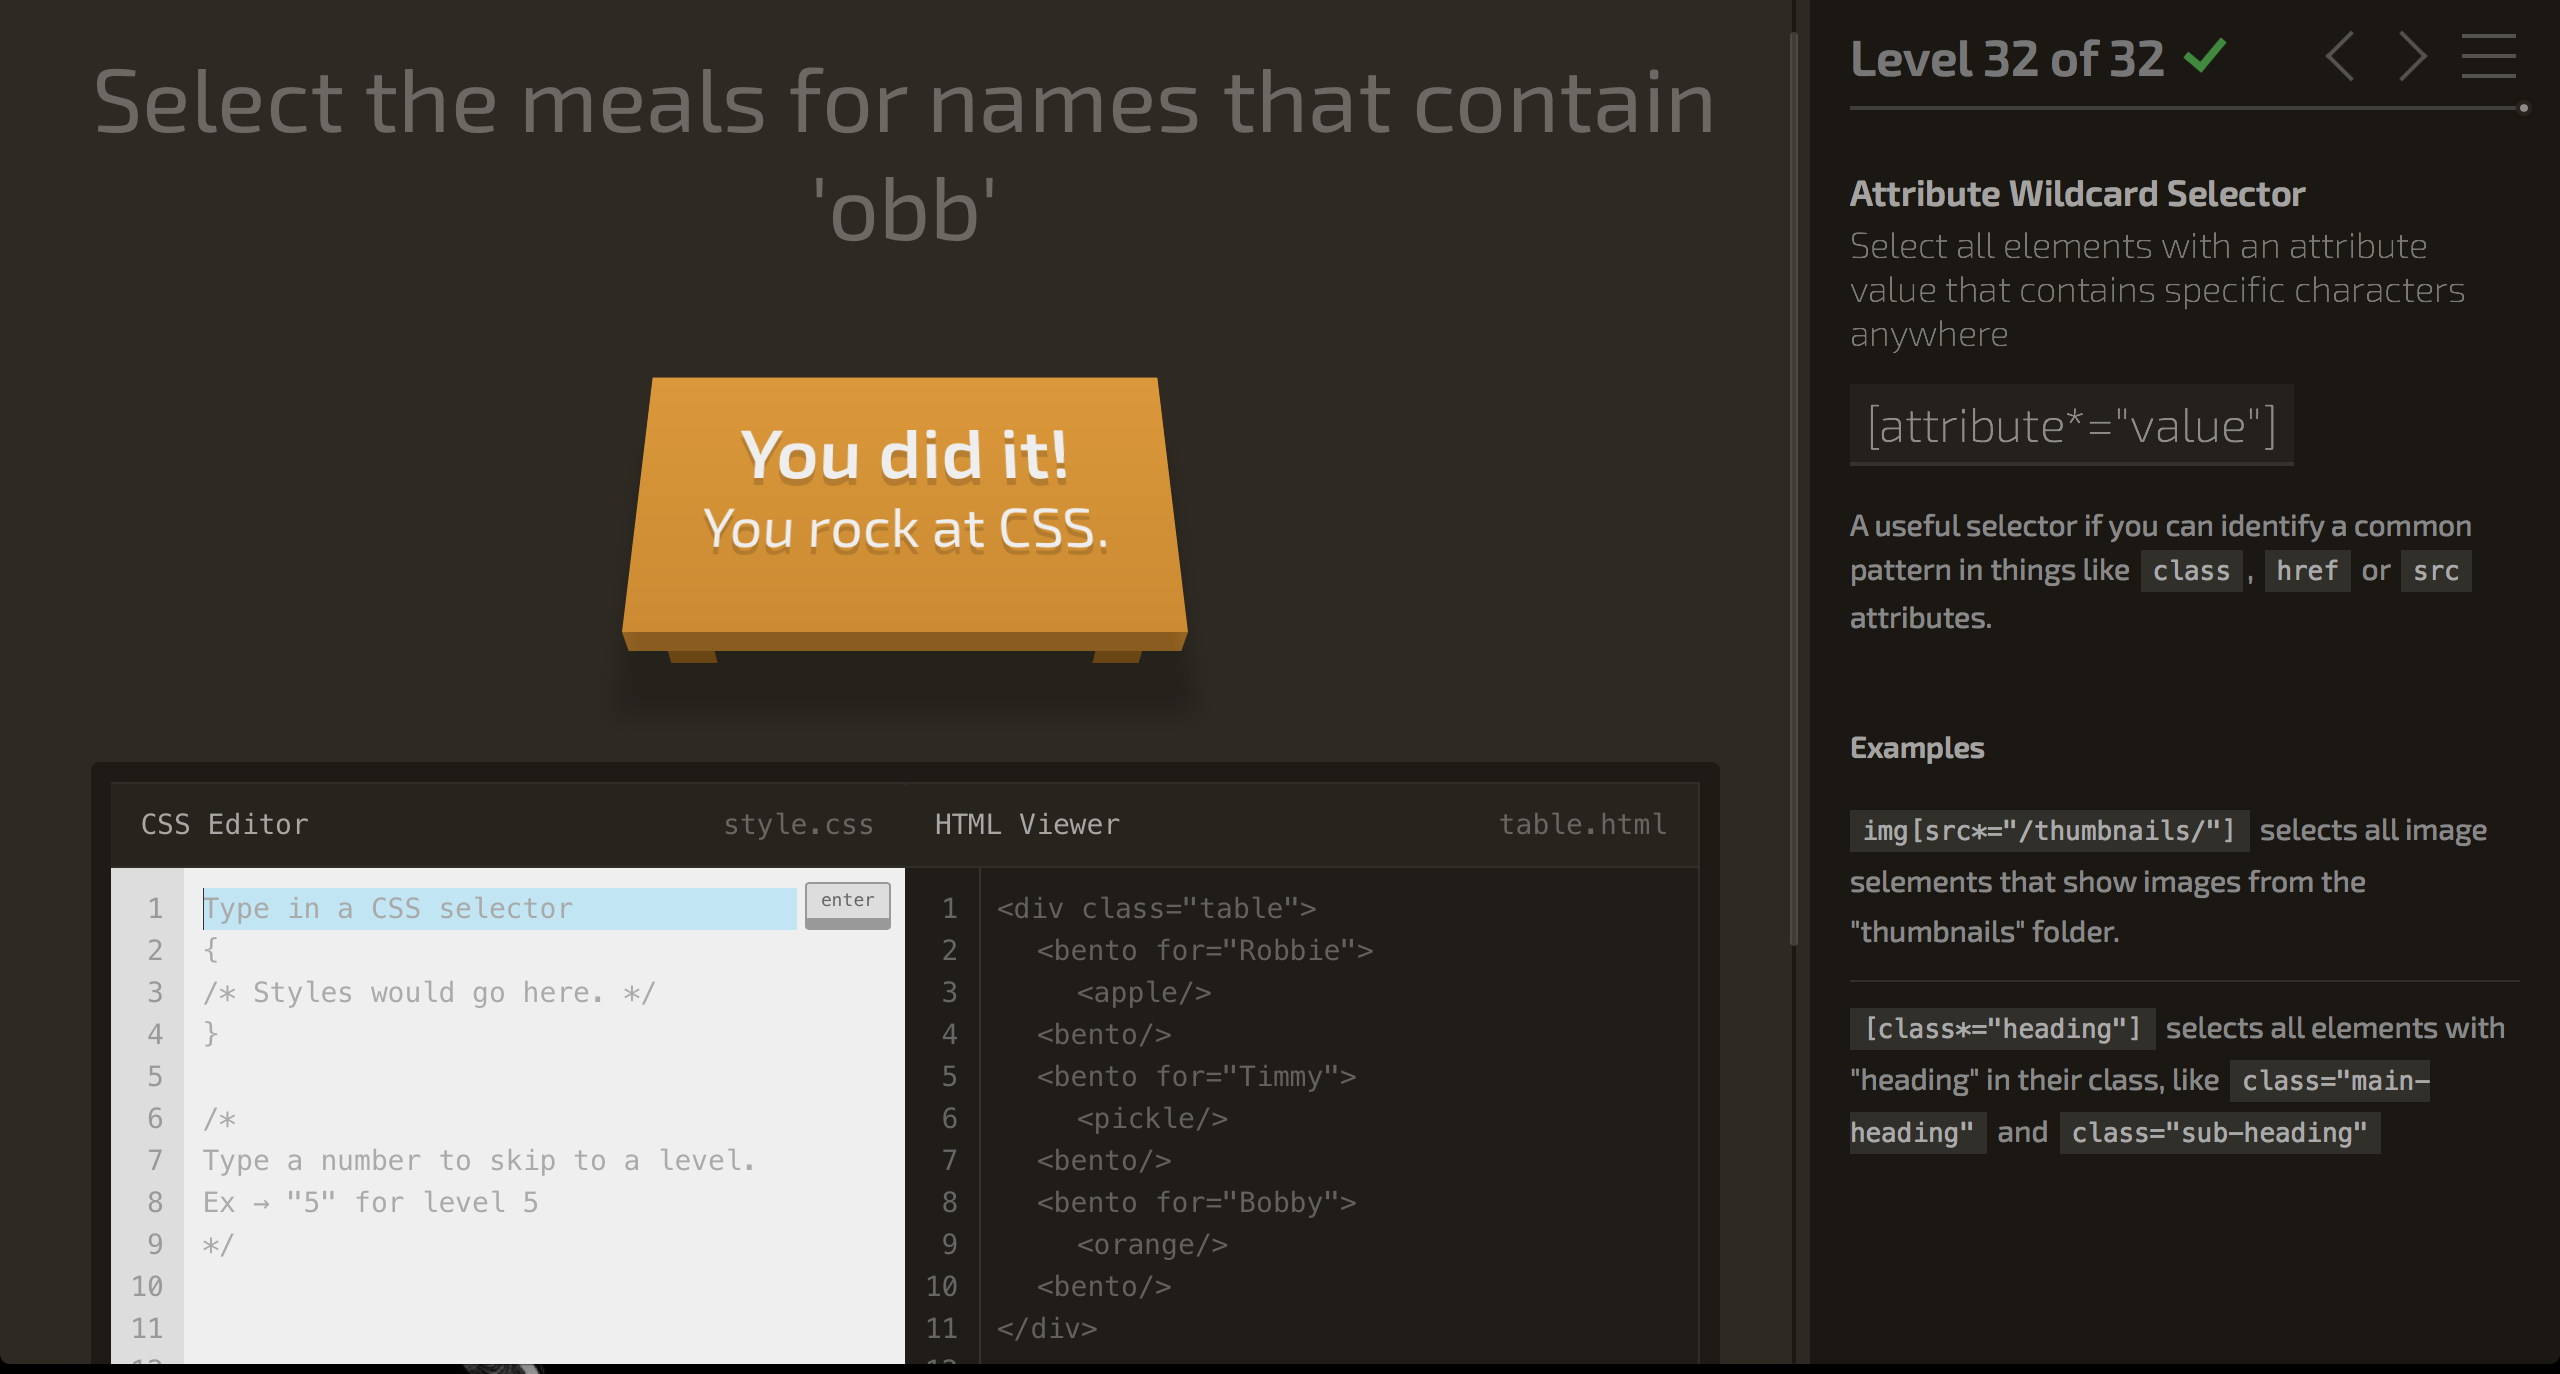 Select the meals for names that contain
'obb'
You did it!
You rock at CSS.
CSS Editor style.css
1 Type in a CSS selector enter
2 {
3 /* Styles would go here. */
4 }
5
6 /*
7 Type a number to skip to a level.
8 Ex → "5" for level 5
9 */
10
11
HTML Viewer table.html
1 <div class="table">
2 <bento for="Robbie">
3 <apple/>
4 <bento/>
5 <bento for="Timmy">
6 <pickle/>
7 <bento/>
8 <bento for="Bobby">
9 <orange/>
10 <bento/>
11 </div>
Level 32 of 32
Attribute Wildcard Selector
Select all elements with an attribute
value that contains specific characters
anywhere
[attribute*="value"]
A useful selector if you can identify a common
pattern in things like class, href or src
attributes.
Examples
img[src*="/thumbnails/"] selects all image
selements that show images from the
"thumbnails" folder.
[class*="heading"] selects all elements with
"heading" in their class, like class="main-
heading" and class="sub-heading"